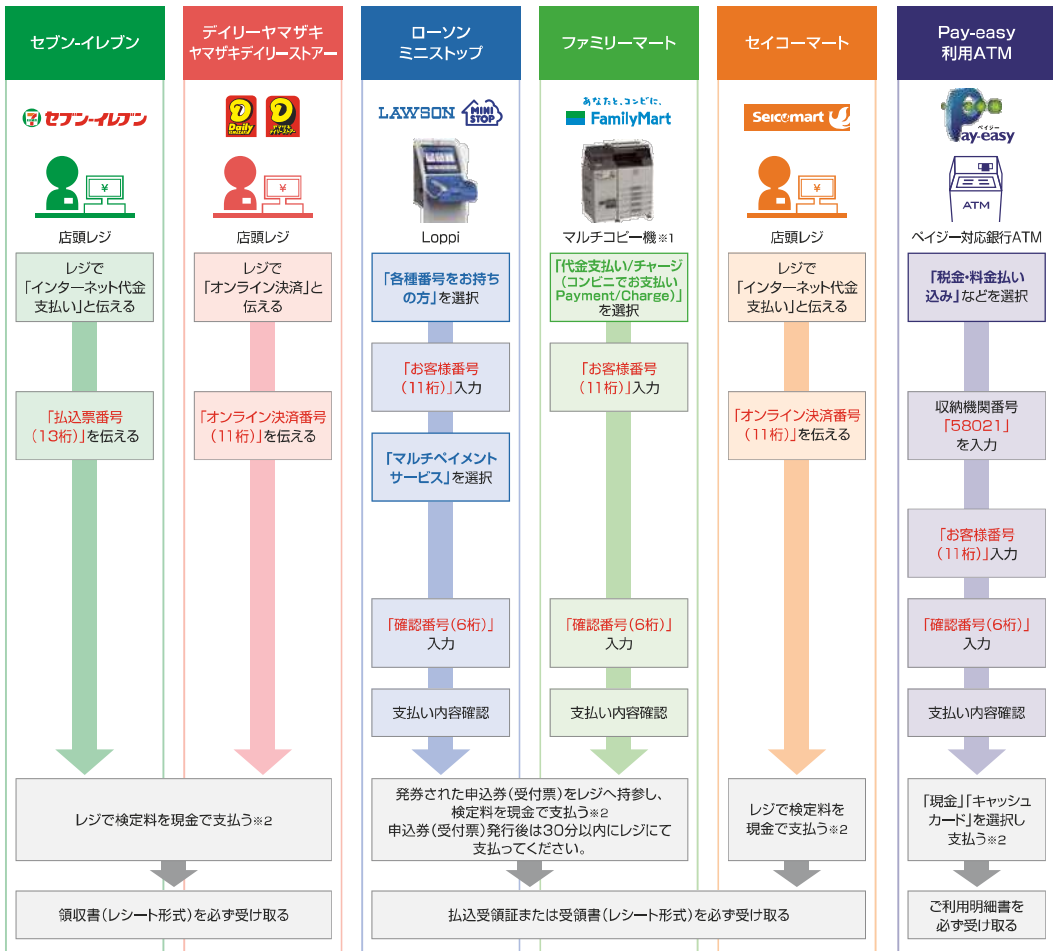 セブン-イレブン
セブン-イレブン
¥
店頭レジ
レジで
「インターネット代金
支払い」と伝える
「払込票番号
(13桁)」を伝える
デイリーヤマザキ
ヤマザキデイリーストアー
Daily
¥
店頭レジ
レジで
「オンライン決済」と
伝える
「オンライン決済番号
(11桁)」を伝える
レジで検定料を現金で支払う※2
領収書(レシート形式)を必ず受け取る
ローソン
ミニストップ
LAWSON
MINI
STOP
Loppi
「各種番号をお持ち
の方」を選択
「お客様番号
(11桁)」入力
「マルチペイメント
サービス」を選択
「確認番号(6桁)」
入力
支払い内容確認
ファミリーマート
あなたと、コンビに、
FamilyMart
マルチコピー機※1
「代金支払い/チャージ
(コンビニでお支払い
Payment/Charge)」
を選択
「お客様番号
(11桁)」入力
「確認番号(6桁)」
入力
支払い内容確認
発券された申込券(受付票)をレジへ持参し、
検定料を現金で支払う※2
申込券(受付票)発行後は30分以内にレジにて
支払ってください。
セイコーマート
Seicomart
¥
店頭レジ
レジで
「インターネット代金
支払い」と伝える
「オンライン決済番号
(11桁)」を伝える
レジで検定料を
現金で支払う※2
払込受領証または受領書(レシート形式)を必ず受け取る
Pay-easy
利用ATM
ペイジー
Pay-easy
ATM
ペイジー対応銀行ATM
「税金・料金払い
込み」などを選択
収納機関番号
「58021」
を入力
「お客様番号
(11桁)」入力
「確認番号(6桁)」
入力
支払い内容確認
「現金」「キャッシュ
カード」を選択し
支払う※2
ご利用明細書を
必ず受け取る